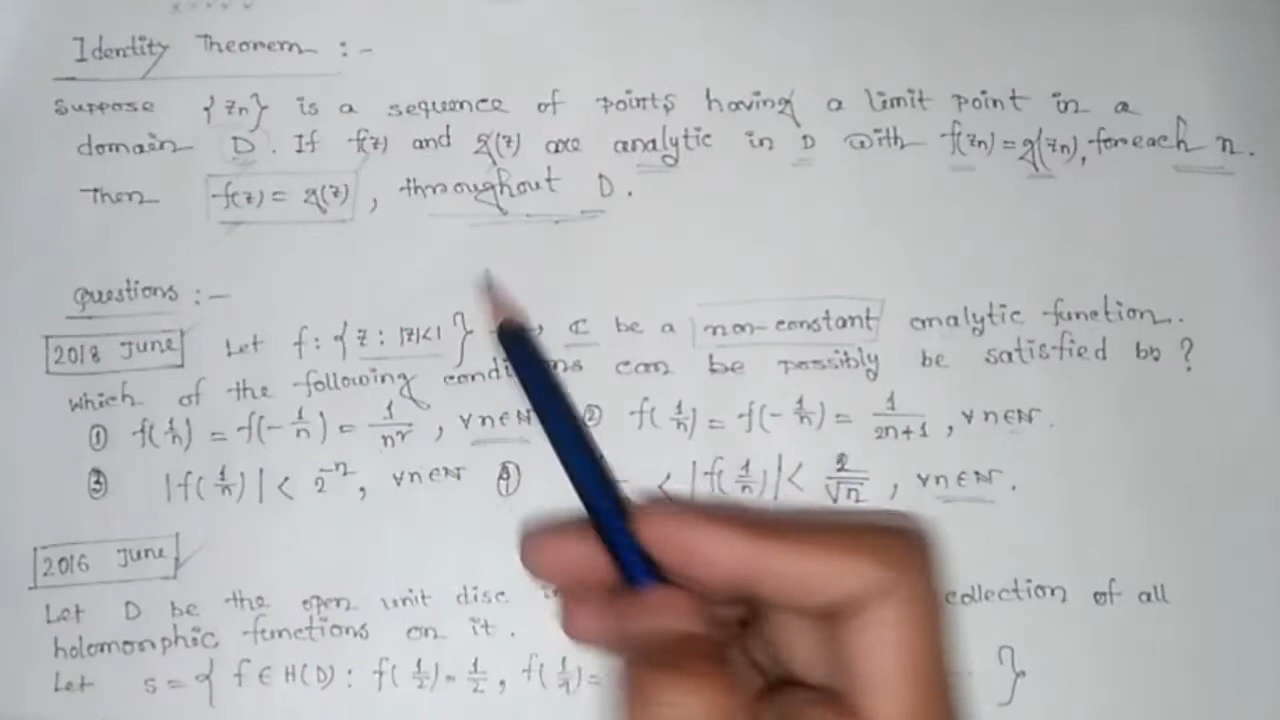 Identity Theorem :-
Suppose {zn} is a sequence of points having a limit point in a
domain D. If f(z) and g(z) are analytic in D with f(zn) = g(zn), for each n.
Then f(z) = g(z), throughout D.
Questions :-
2018 June Let f: {z : |z|<1} ℂ be a non-constant analytic function.
which of the following conditions can be possibly be satisfied by ?
① f(1/n) = f(-1/n) = 1/n², ∀n∈N ② f(1/n) = f(-1/n) = 1/2n+1, ∀n∈N.
③ |f(1/n)| < 2^-n, ∀n∈N ④ < |f(1/n)| < 2/√n, ∀n∈N.
2016 June
Let D be the open unit disc collection of all
holomorphic functions on it.
Let S = { f ∈ H(D) : f(1/2) = 1/2, f(1/4) = }